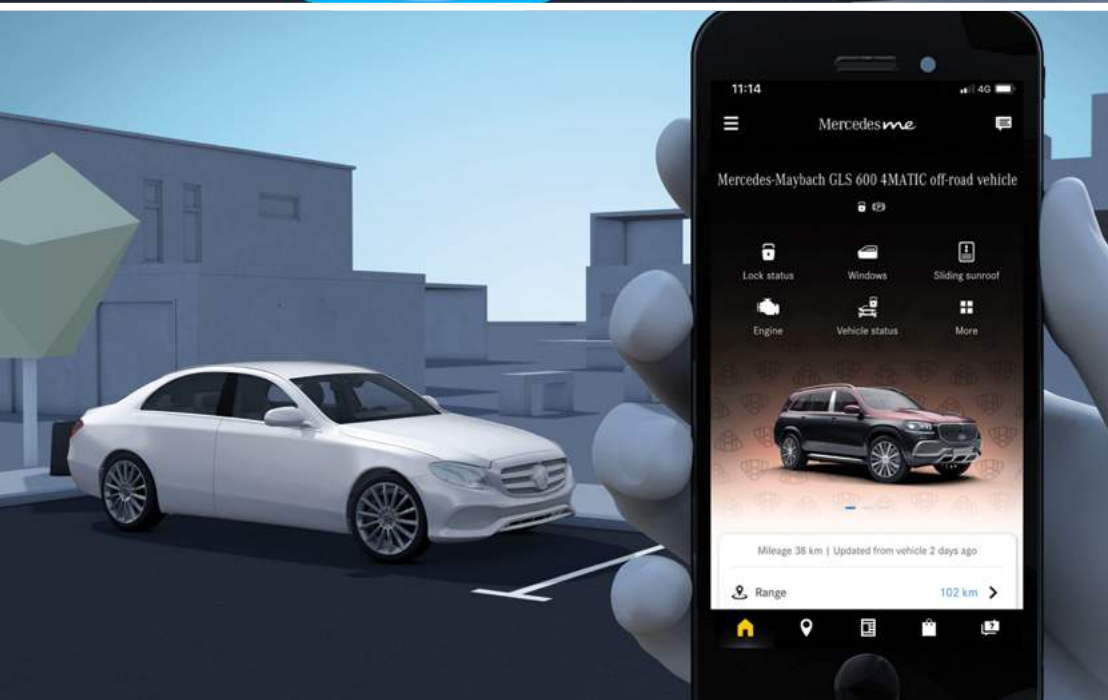 11:14
4G
Mercedes me
Mercedes-Maybach GLS 600 4MATIC off-road vehicle
Lock status
Windows
Sliding sunroof
Engine
Vehicle status
More
Mileage 38 km | Updated from vehicle 2 days ago
Range
102 km